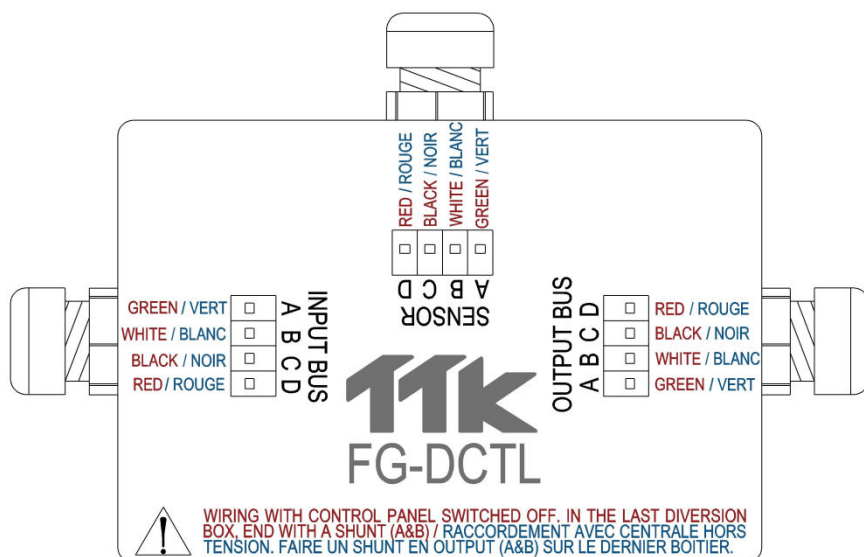 RED / ROUGE
BLACK / NOIR
WHITE / BLANC
GREEN / VERT
D C B A
SENSOR
GREEN / VERT
WHITE / BLANC
BLACK / NOIR
RED / ROUGE
A B C D
INPUT BUS
OUTPUT BUS
A B C D
RED / ROUGE
BLACK / NOIR
WHITE / BLANC
GREEN / VERT
TTK
FG-DCTL
WIRING WITH CONTROL PANEL SWITCHED OFF. IN THE LAST DIVERSION
BOX, END WITH A SHUNT (A&B) / RACCORDEMENT AVEC CENTRALE HORS
TENSION. FAIRE UN SHUNT EN OUTPUT (A&B) SUR LE DERNIER BOITIER.